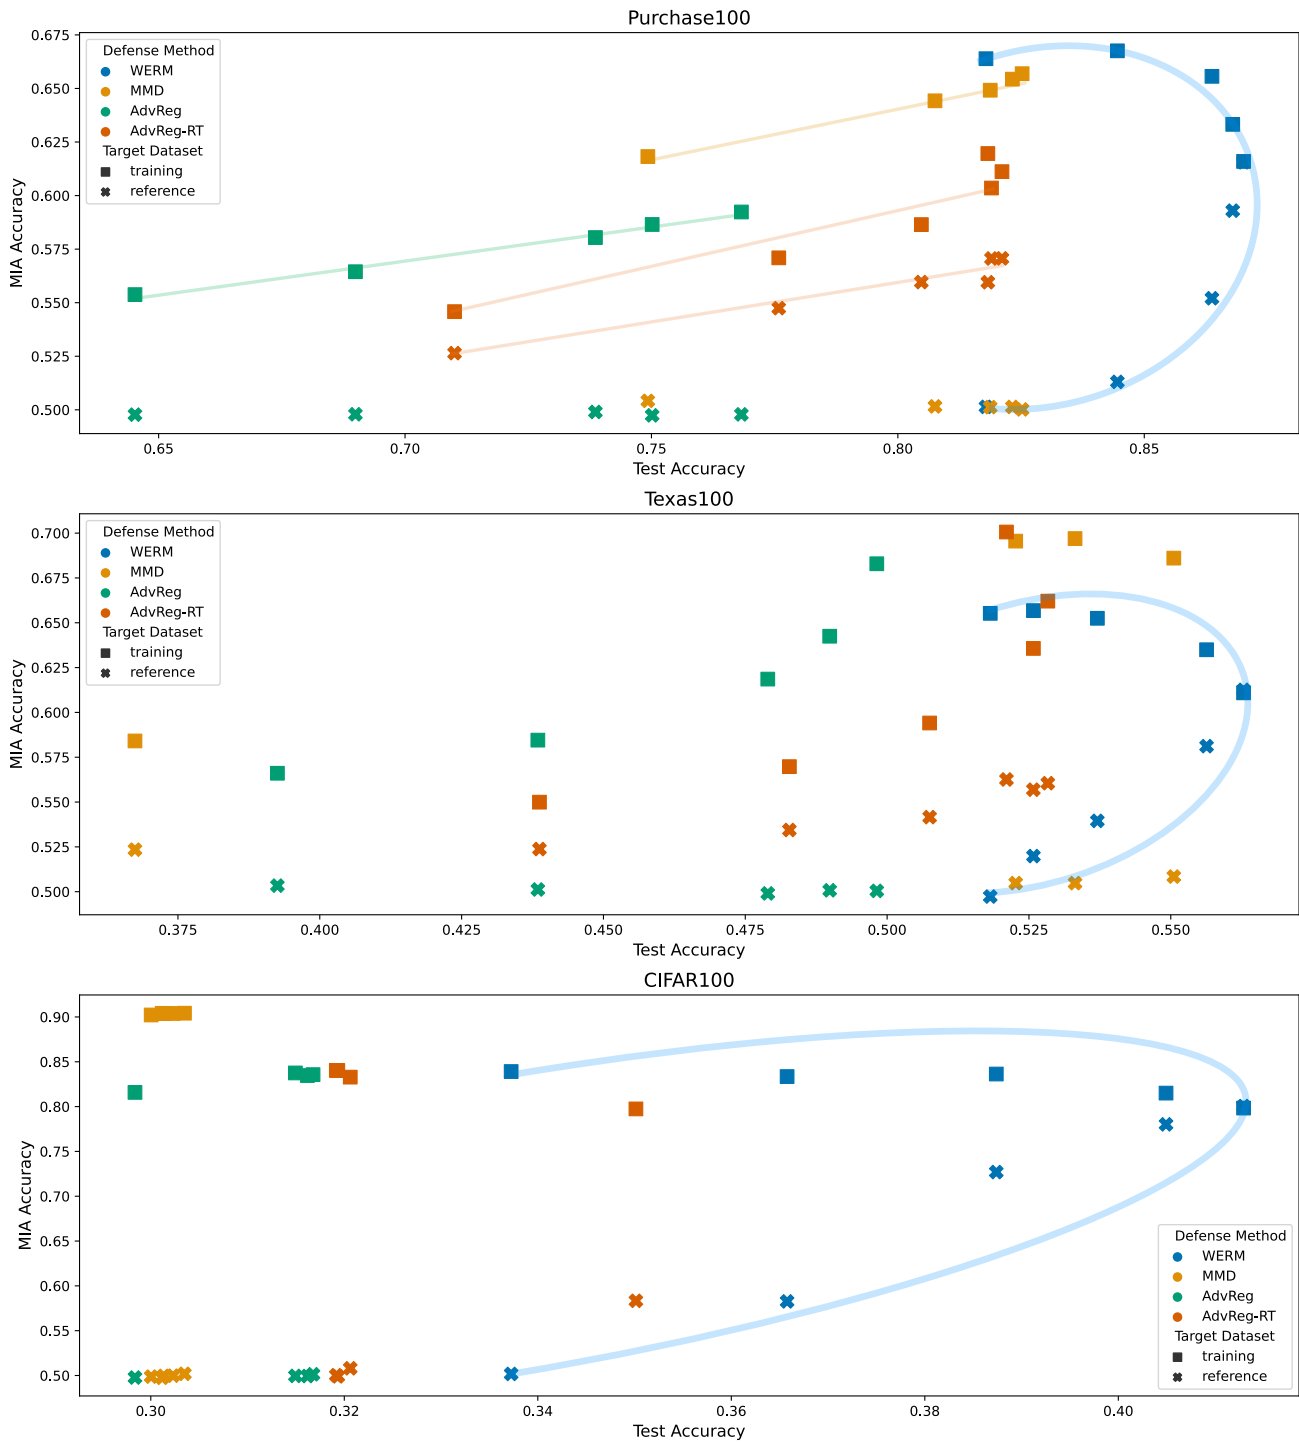 Purchase100
MIA Accuracy
0.675
0.650
0.625
0.600
0.575
0.550
0.525
0.500
Defense Method
WERM
MMD
AdvReg
AdvReg-RT
Target Dataset
training
reference
0.65 0.70 0.75 0.80 0.85
Test Accuracy
Texas100
MIA Accuracy
0.700
0.675
0.650
0.625
0.600
0.575
0.550
0.525
0.500
Defense Method
WERM
MMD
AdvReg
AdvReg-RT
Target Dataset
training
reference
0.375 0.400 0.425 0.450 0.475 0.500 0.525 0.550
Test Accuracy
CIFAR100
MIA Accuracy
0.90
0.85
0.80
0.75
0.70
0.65
0.60
0.55
0.50
Defense Method
WERM
MMD
AdvReg
AdvReg-RT
Target Dataset
training
reference
0.30 0.32 0.34 0.36 0.38 0.40
Test Accuracy